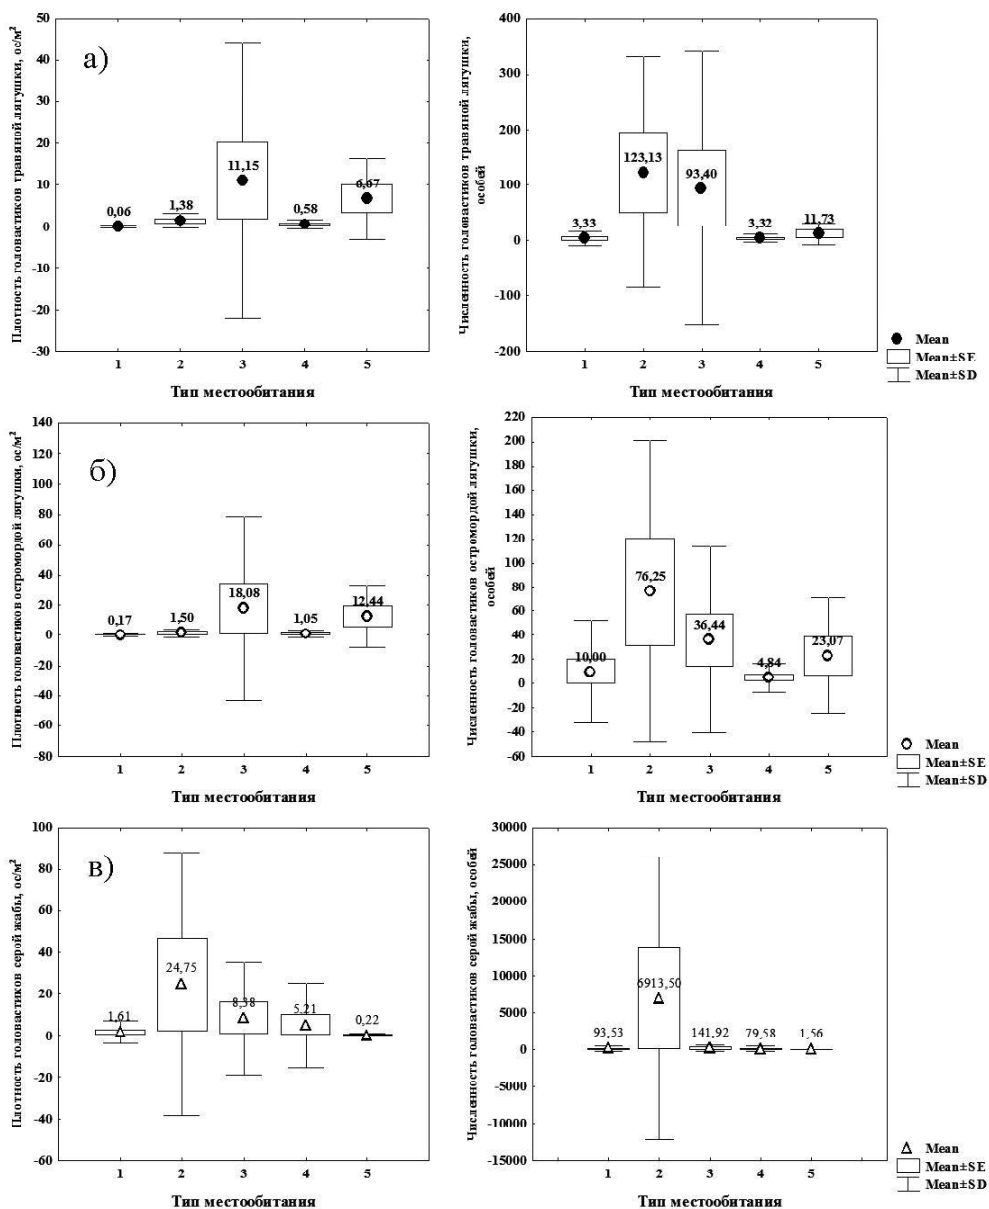 Плотность головастиков травяной лягушки, ос/м²
50
40
30
20
10
0
-10
-20
-30
а)
0,06
1,38
11,15
0,58
6,67
1 2 3 4 5
Тип местообитания
Численность головастиков травяной лягушки,
особей
400
300
200
100
0
-100
-200
3,33
123,13
93,40
3,32
11,73
1 2 3 4 5
Тип местообитания
Mean
Mean±SE
Mean±SD
Плотность головастиков остромордой лягушки, ос/м²
140
120
100
80
60
40
20
0
-20
-40
-60
-80
б)
0,17
1,50
18,08
1,05
12,44
1 2 3 4 5
Тип местообитания
Численность головастиков остромордой лягушки,
особей
220
200
180
160
140
120
100
80
60
40
20
0
-20
-40
-60
10,00
76,25
36,44
4,84
23,07
1 2 3 4 5
Тип местообитания
Mean
Mean±SE
Mean±SD
Плотность головастиков серой жабы, ос/м²
100
80
60
40
20
0
-20
-40
-60
в)
1,61
24,75
8,38
5,21
0,22
1 2 3 4 5
Тип местообитания
Численность головастиков серой жабы, особей
30000
25000
20000
15000
10000
5000
0
-5000
-10000
-15000
93,53
6913,50
141,92
79,58
1,56
1 2 3 4 5
Тип местообитания
Mean
Mean±SE
Mean±SD